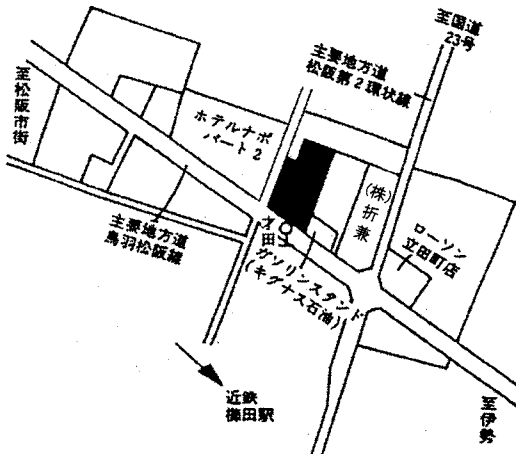 至国道
23号
主要地方道
松阪第2環状線
至松阪市街
ホテルナポ
パート2
(株)折兼
ローソン
立田町店
主要地方道
鳥羽松阪線
才田
ガソリンスタンド
(キグナス石油)
近鉄
櫛田駅
至伊勢